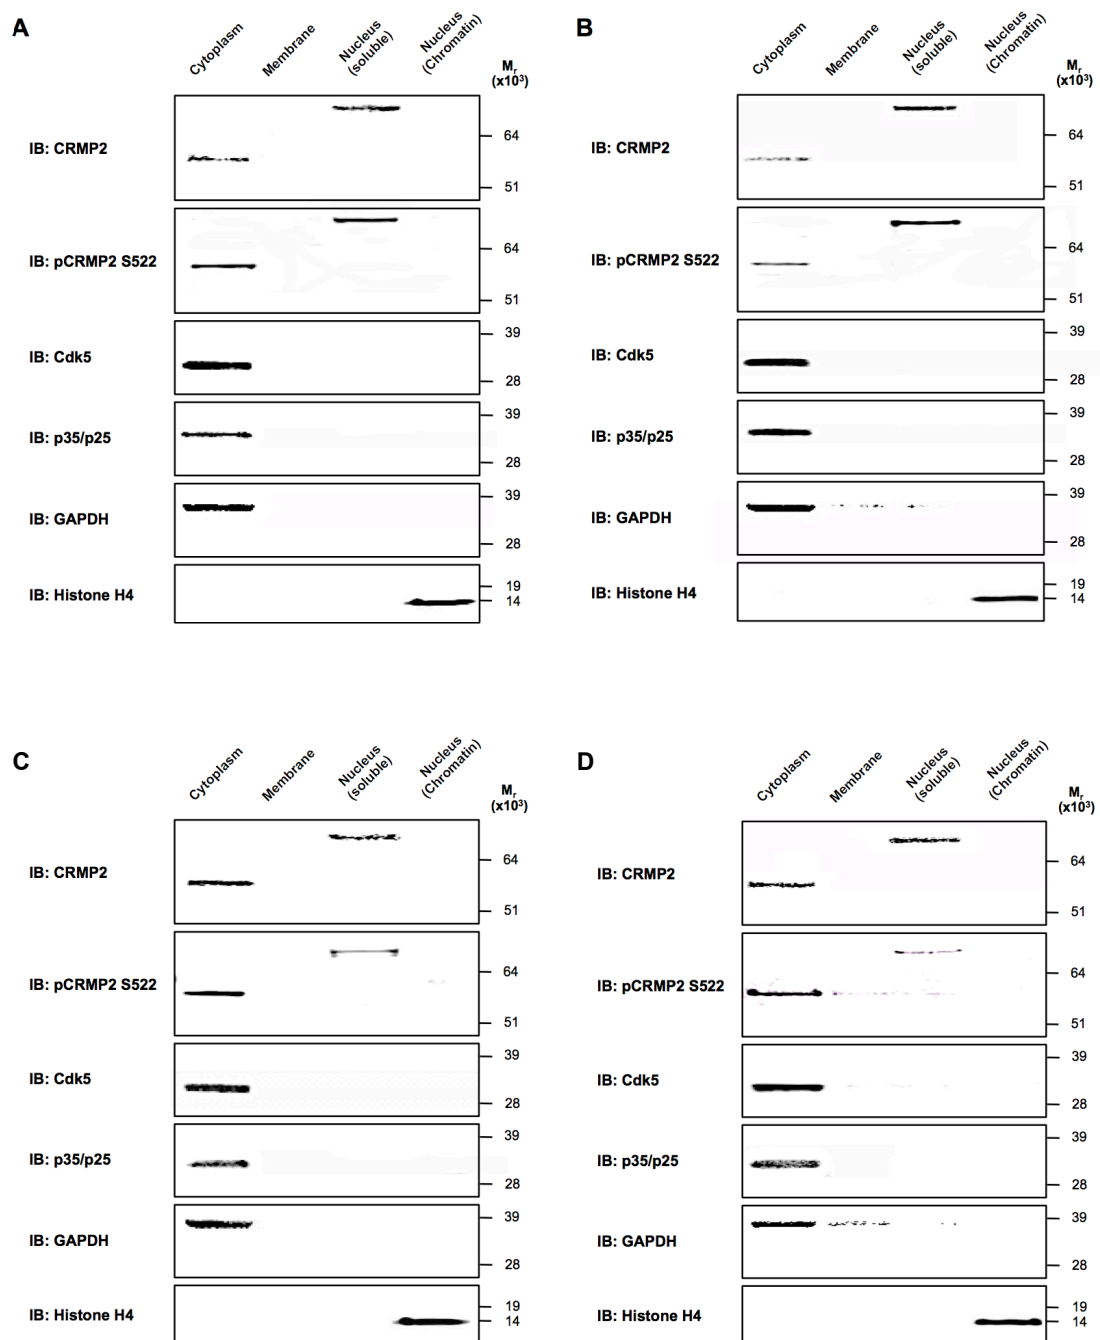 A
Cytoplasm
Membrane
Nucleus
(soluble)
Nucleus
(Chromatin)
Mr
(x10³)
IB: CRMP2
64
51
IB: pCRMP2 S522
64
51
IB: Cdk5
39
28
IB: p35/p25
39
28
IB: GAPDH
39
28
IB: Histone H4
19
14
B
Cytoplasm
Membrane
Nucleus
(soluble)
Nucleus
(Chromatin)
Mr
(x10³)
IB: CRMP2
64
51
IB: pCRMP2 S522
64
51
IB: Cdk5
39
28
IB: p35/p25
39
28
IB: GAPDH
39
28
IB: Histone H4
19
14
C
Cytoplasm
Membrane
Nucleus
(soluble)
Nucleus
(Chromatin)
Mr
(x10³)
IB: CRMP2
64
51
IB: pCRMP2 S522
64
51
IB: Cdk5
39
28
IB: p35/p25
39
28
IB: GAPDH
39
28
IB: Histone H4
19
14
D
Cytoplasm
Membrane
Nucleus
(soluble)
Nucleus
(Chromatin)
Mr
(x10³)
IB: CRMP2
64
51
IB: pCRMP2 S522
64
51
IB: Cdk5
39
28
IB: p35/p25
39
28
IB: GAPDH
39
28
IB: Histone H4
19
14